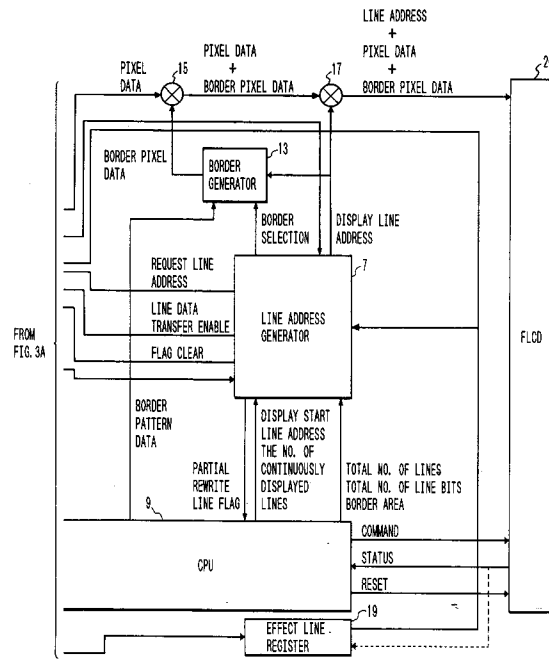 LINE ADDRESS
+
PIXEL DATA
+
BORDER PIXEL DATA
PIXEL DATA
+
BORDER PIXEL DATA
PIXEL
DATA
15
17
13
BORDER PIXEL
DATA
BORDER
GENERATOR
BORDER
SELECTION
DISPLAY LINE
ADDRESS
7
REQUEST LINE
ADDRESS
LINE DATA
TRANSFER ENABLE
FLAG CLEAR
LINE ADDRESS
GENERATOR
FLCD
FROM
FIG. 3A
BORDER
PATTERN
DATA
DISPLAY START
LINE ADDRESS
THE NO. OF
CONTINUOUSLY
DISPLAYED
LINES
PARTIAL
REWRITE
LINE FLAG
TOTAL NO. OF LINES
TOTAL NO. OF LINE BITS
BORDER AREA
9
CPU
COMMAND
STATUS
RESET
19
EFFECT LINE
REGISTER